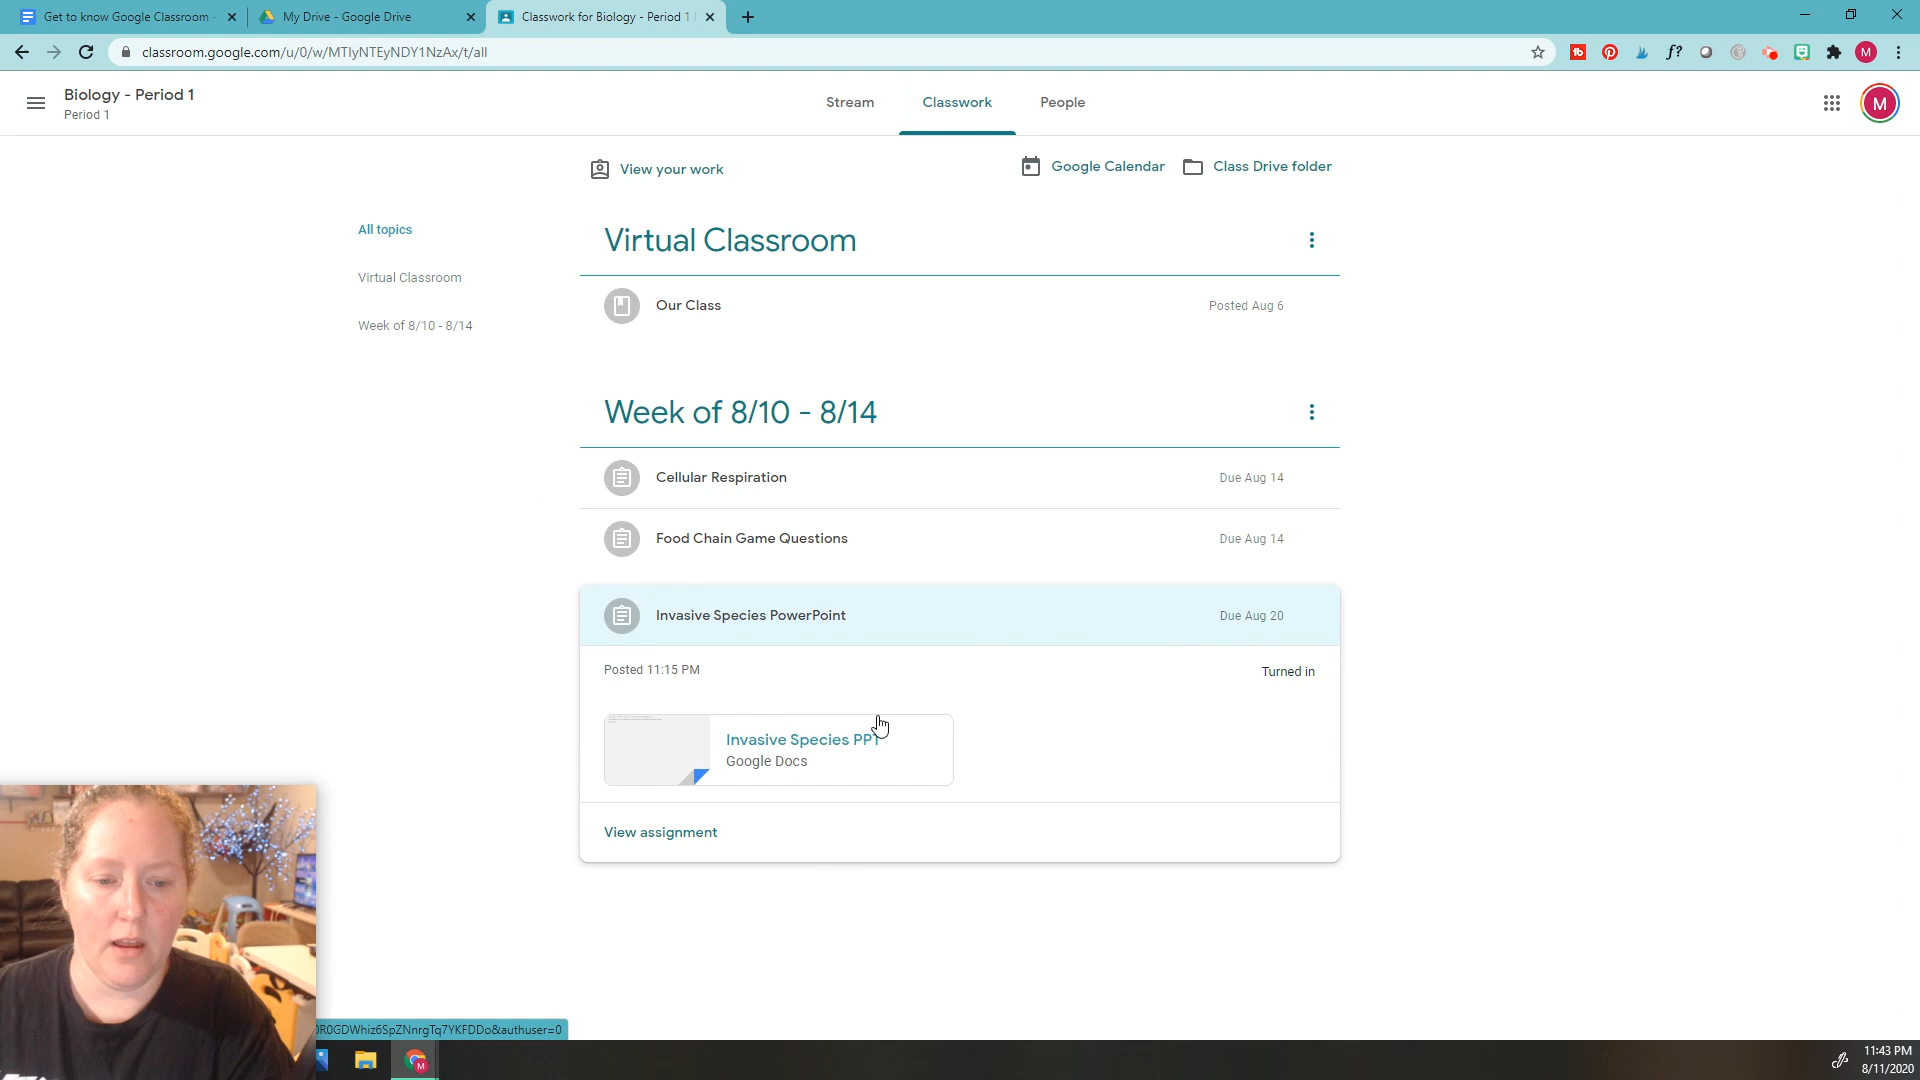 Get to know Google Classroom
My Drive - Google Drive
Classwork for Biology - Period 1
classroom.google.com/u/0/w/MTIyNTEyNDY1NzAx/t/all
Biology - Period 1
Period 1
Stream
Classwork
People
M
View your work
Google Calendar
Class Drive folder
All topics
Virtual Classroom
Week of 8/10 - 8/14
Virtual Classroom
Our Class
Posted Aug 6
Week of 8/10 - 8/14
Cellular Respiration
Due Aug 14
Food Chain Game Questions
Due Aug 14
Invasive Species PowerPoint
Due Aug 20
Posted 11:15 PM
Turned in
Invasive Species PPT
Google Docs
View assignment
0R0GDWhiz6SpZNnrgTq7YKFDDo&authuser=0
11:43 PM
8/11/2020